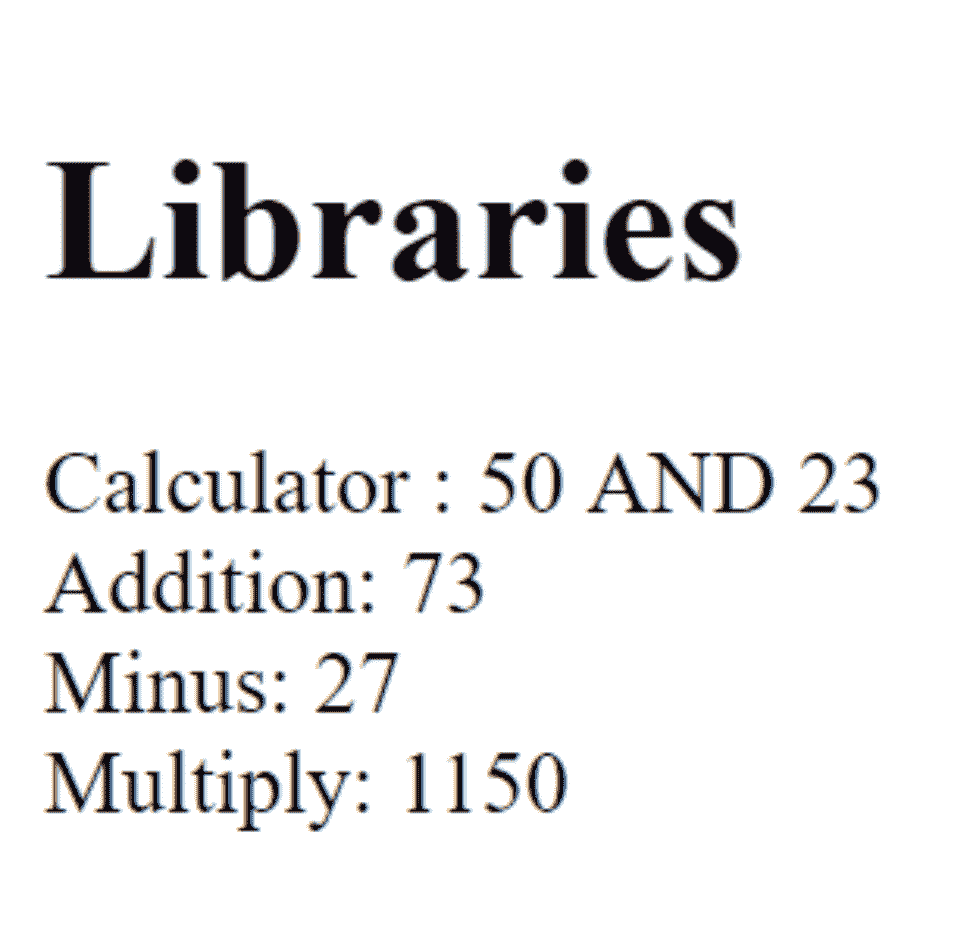 Libraries
Calculator : 50 AND 23
Addition: 73
Minus: 27
Multiply: 1150